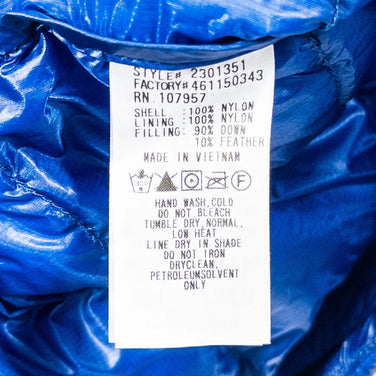 STYLE# 2301351
FACTORY#461150343
RN. 107957
SHELL :100% NYLON
LINING :100% NYLON
FILLING: 90% DOWN
10% FEATHER
MADE IN VIETNAM
F
HAND WASH,COLD
DO NOT BLEACH
TUMBLE DRY,NORMAL,
LOW HEAT
LINE DRY IN SHADE
DO NOT IRON
DRYCLEAN,
PETROLEUMSOLVENT
ONLY